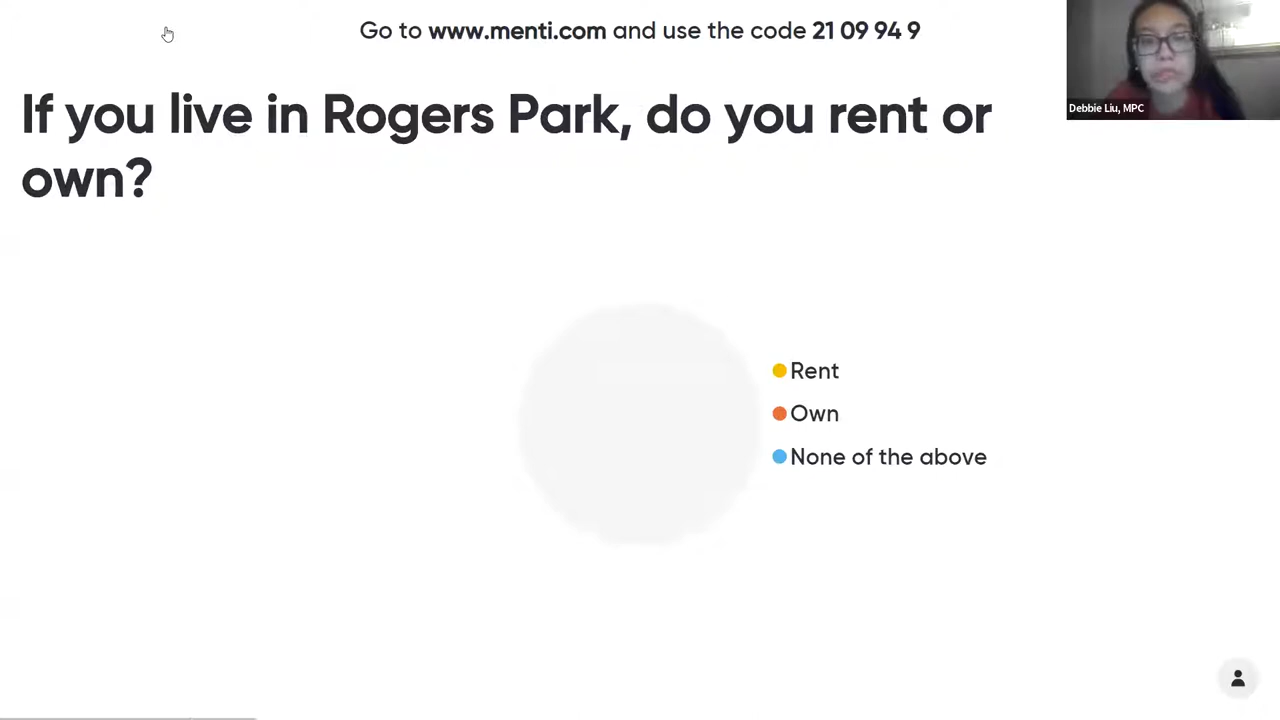 Go to www.menti.com and use the code 21 09 94 9
If you live in Rogers Park, do you rent or
own?
Debbie Liu, MPC
Rent
Own
None of the above